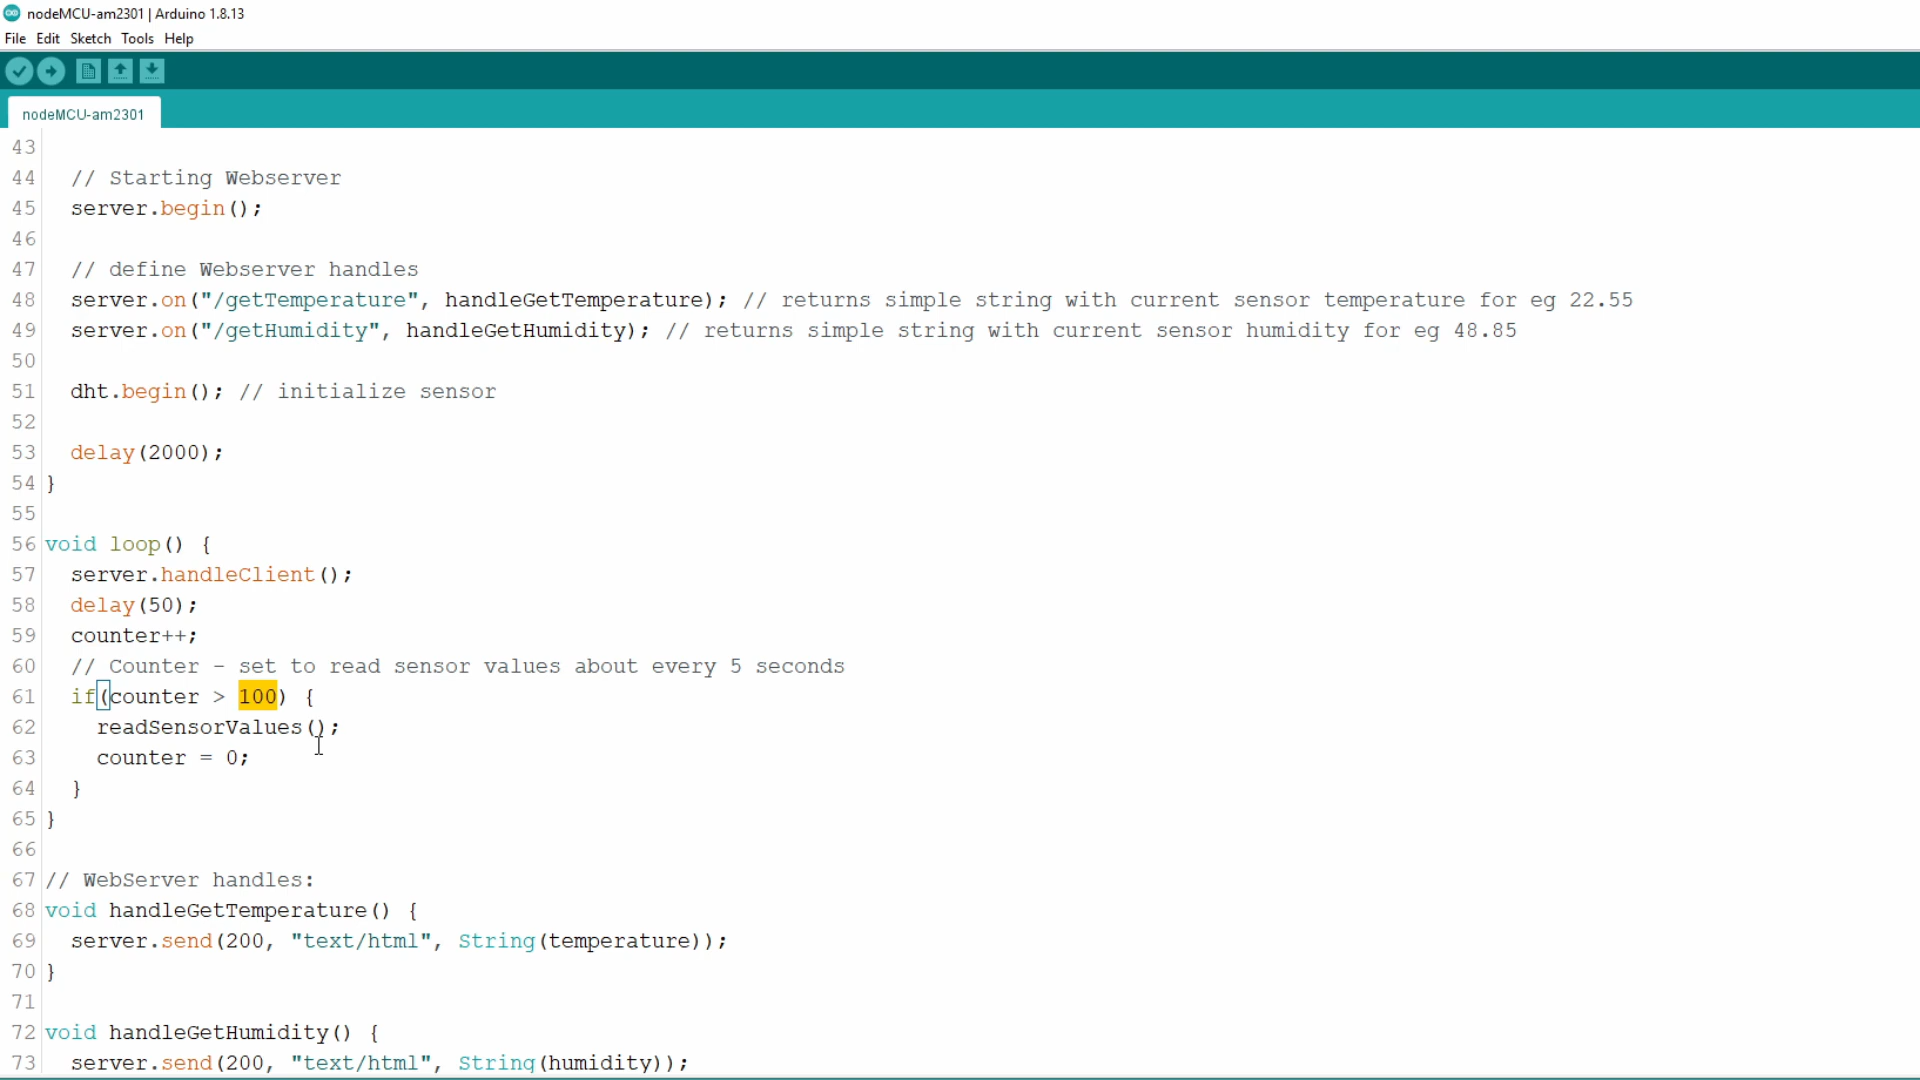 nodeMCU-am2301 | Arduino 1.8.13
File Edit Sketch Tools Help
nodeMCU-am2301
43
44 // Starting Webserver
45 server.begin();
46
47 // define Webserver handles
48 server.on("/getTemperature", handleGetTemperature); // returns simple string with current sensor temperature for eg 22.55
49 server.on("/getHumidity", handleGetHumidity); // returns simple string with current sensor humidity for eg 48.85
50
51 dht.begin(); // initialize sensor
52
53 delay(2000);
54 }
55
56 void loop() {
57 server.handleClient();
58 delay(50);
59 counter++;
60 // Counter - set to read sensor values about every 5 seconds
61 if(counter > 100) {
62 readSensorValues();
63 counter = 0;
64 }
65 }
66
67 // WebServer handles:
68 void handleGetTemperature() {
69 server.send(200, "text/html", String(temperature));
70 }
71
72 void handleGetHumidity() {
73 server.send(200, "text/html", String(humidity));